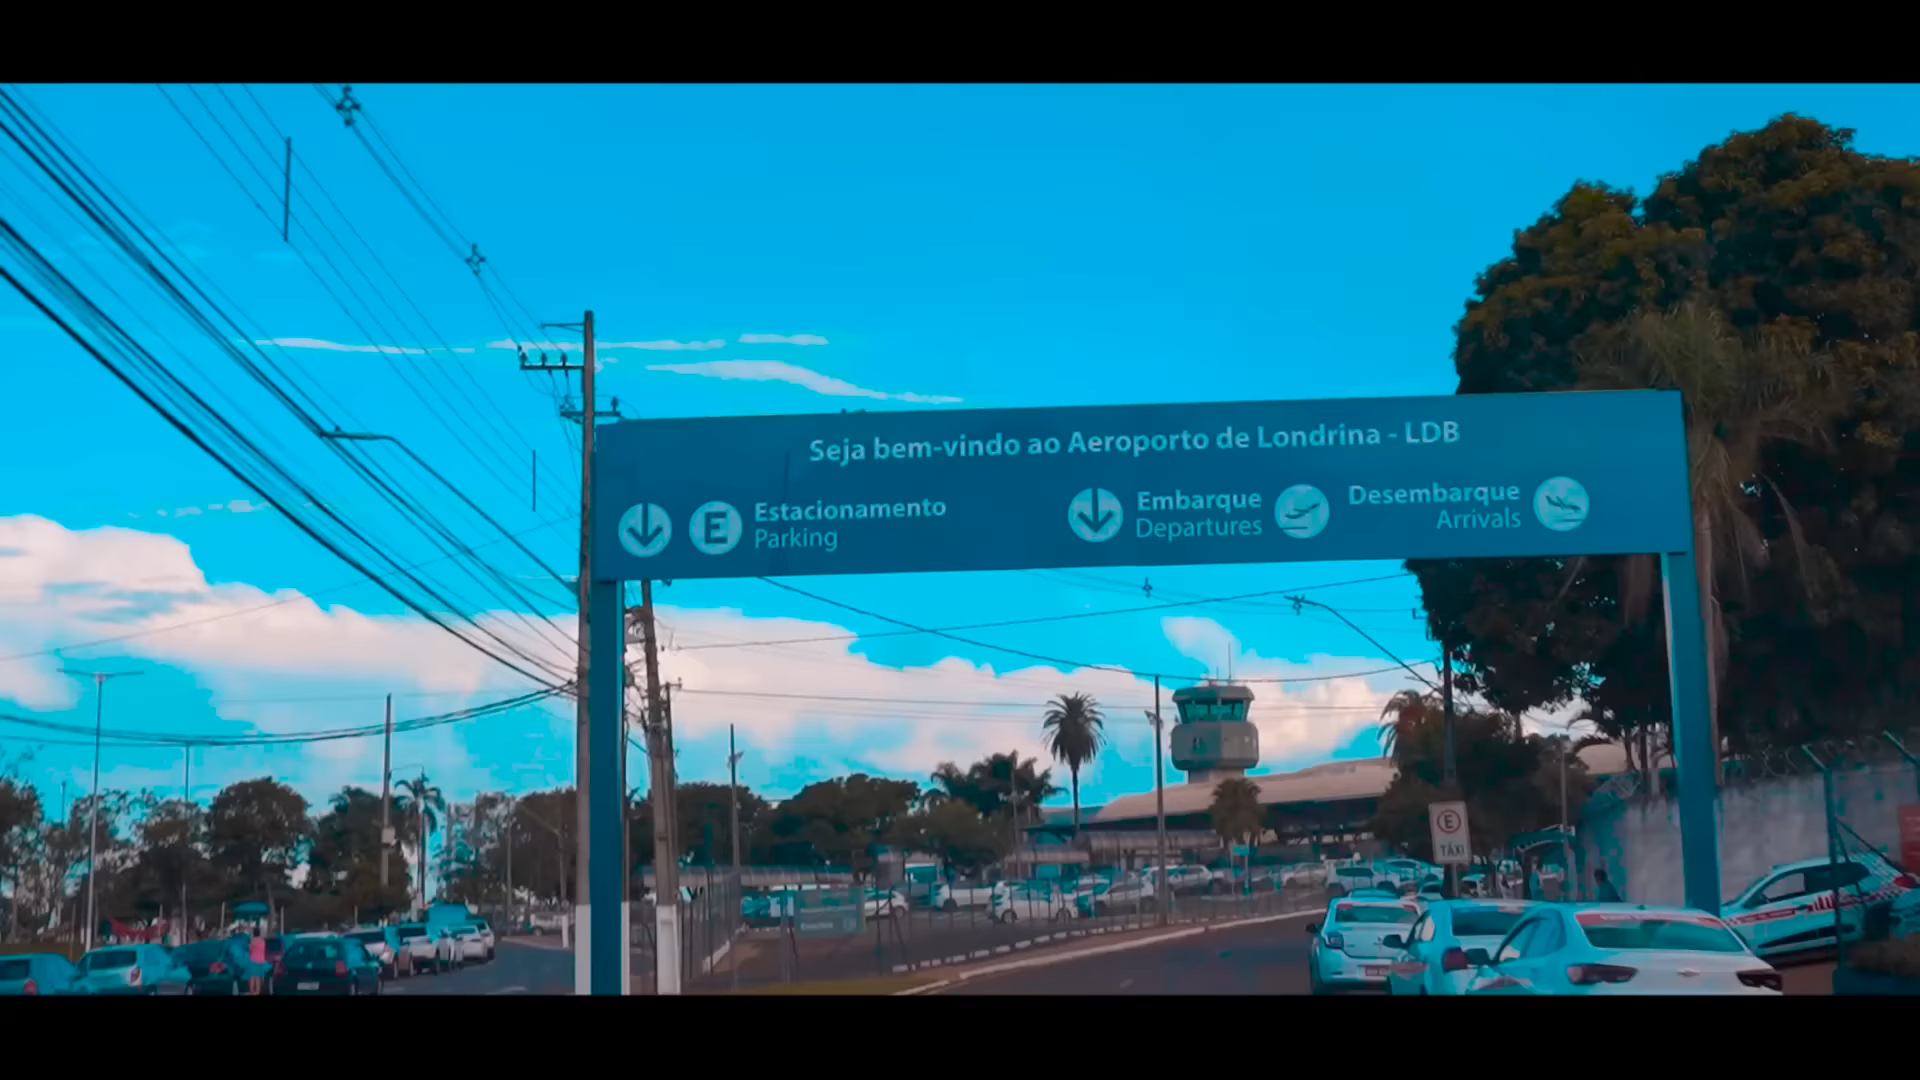 Seja bem-vindo ao Aeroporto de Londrina - LDB
E Estacionamento
Parking
Embarque
Departures
Desembarque
Arrivals
E
TÁXI